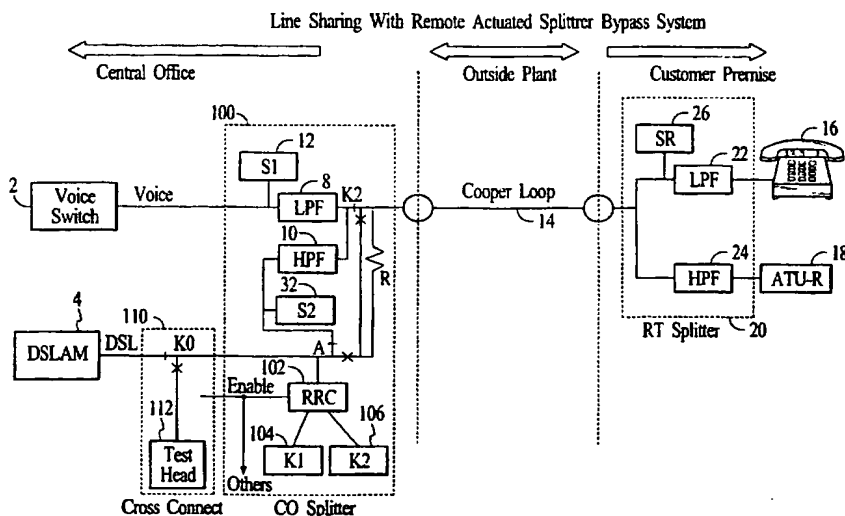 Line Sharing With Remote Actuated Splittrer Bypass System
Central Office
Outside Plant
Customer Premise
100
12
S1
26
SR
16
2
Voice Switch
Voice
8
LPF
K2
Cooper Loop
14
22
LPF
10
HPF
R
24
HPF
18
ATU-R
32
S2
4
DSLAM
DSL
110
K0
A
RT Splitter
20
102
RRC
Enable
112
Test Head
104
K1
106
K2
Others
Cross Connect
CO Splitter